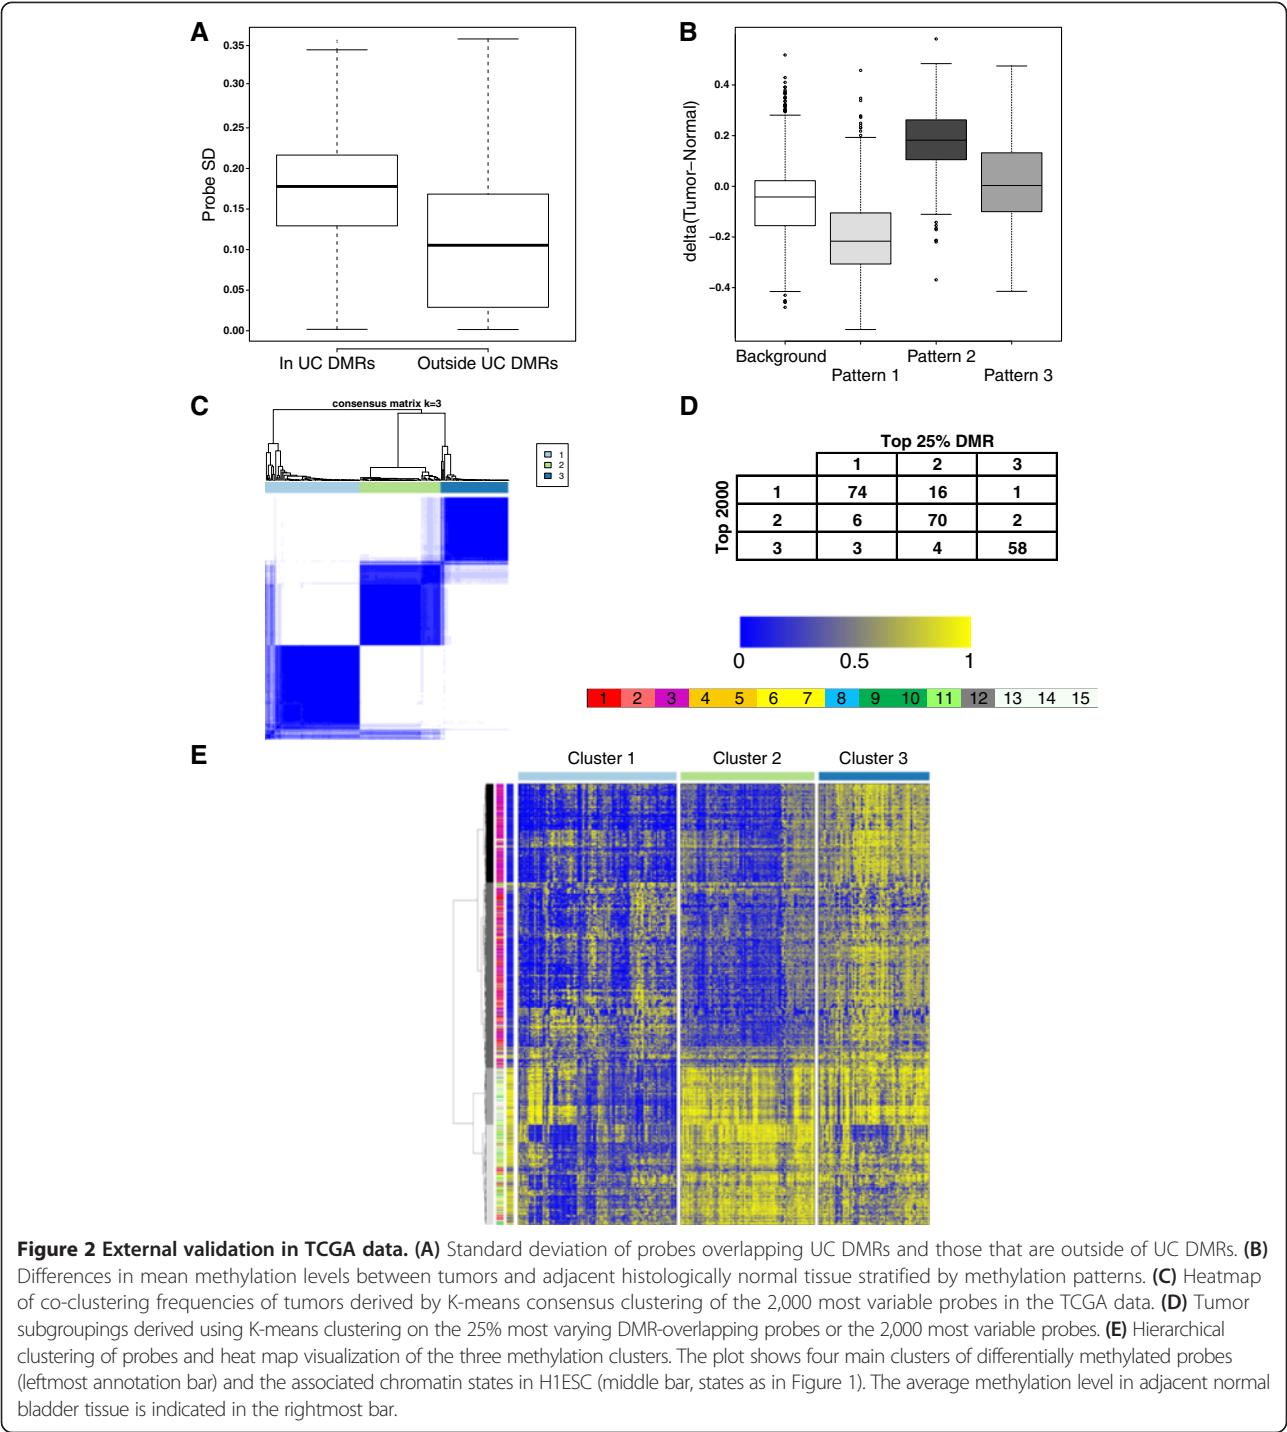 A
Probe SD
0.35
0.30
0.25
0.20
0.15
0.10
0.05
0.00
In UC DMRs
Outside UC DMRs
B
delta(Tumor−Normal)
0.4
0.2
0.0
−0.2
−0.4
Background
Pattern 1
Pattern 2
Pattern 3
C
consensus matrix k=3
1
2
3
D
Top 25% DMR
Top 2000
1 2 3
1 74 16 1
2 6 70 2
3 3 4 58
0 0.5 1
1 2 3 4 5 6 7 8 9 10 11 12 13 14 15
E
Cluster 1 Cluster 2 Cluster 3
Figure 2 External validation in TCGA data. (A) Standard deviation of probes overlapping UC DMRs and those that are outside of UC DMRs. (B)
Differences in mean methylation levels between tumors and adjacent histologically normal tissue stratified by methylation patterns. (C) Heatmap
of co-clustering frequencies of tumors derived by K-means consensus clustering of the 2,000 most variable probes in the TCGA data. (D) Tumor
subgroupings derived using K-means clustering on the 25% most varying DMR-overlapping probes or the 2,000 most variable probes. (E) Hierarchical
clustering of probes and heat map visualization of the three methylation clusters. The plot shows four main clusters of differentially methylated probes
(leftmost annotation bar) and the associated chromatin states in H1ESC (middle bar, states as in Figure 1). The average methylation level in adjacent normal
bladder tissue is indicated in the rightmost bar.